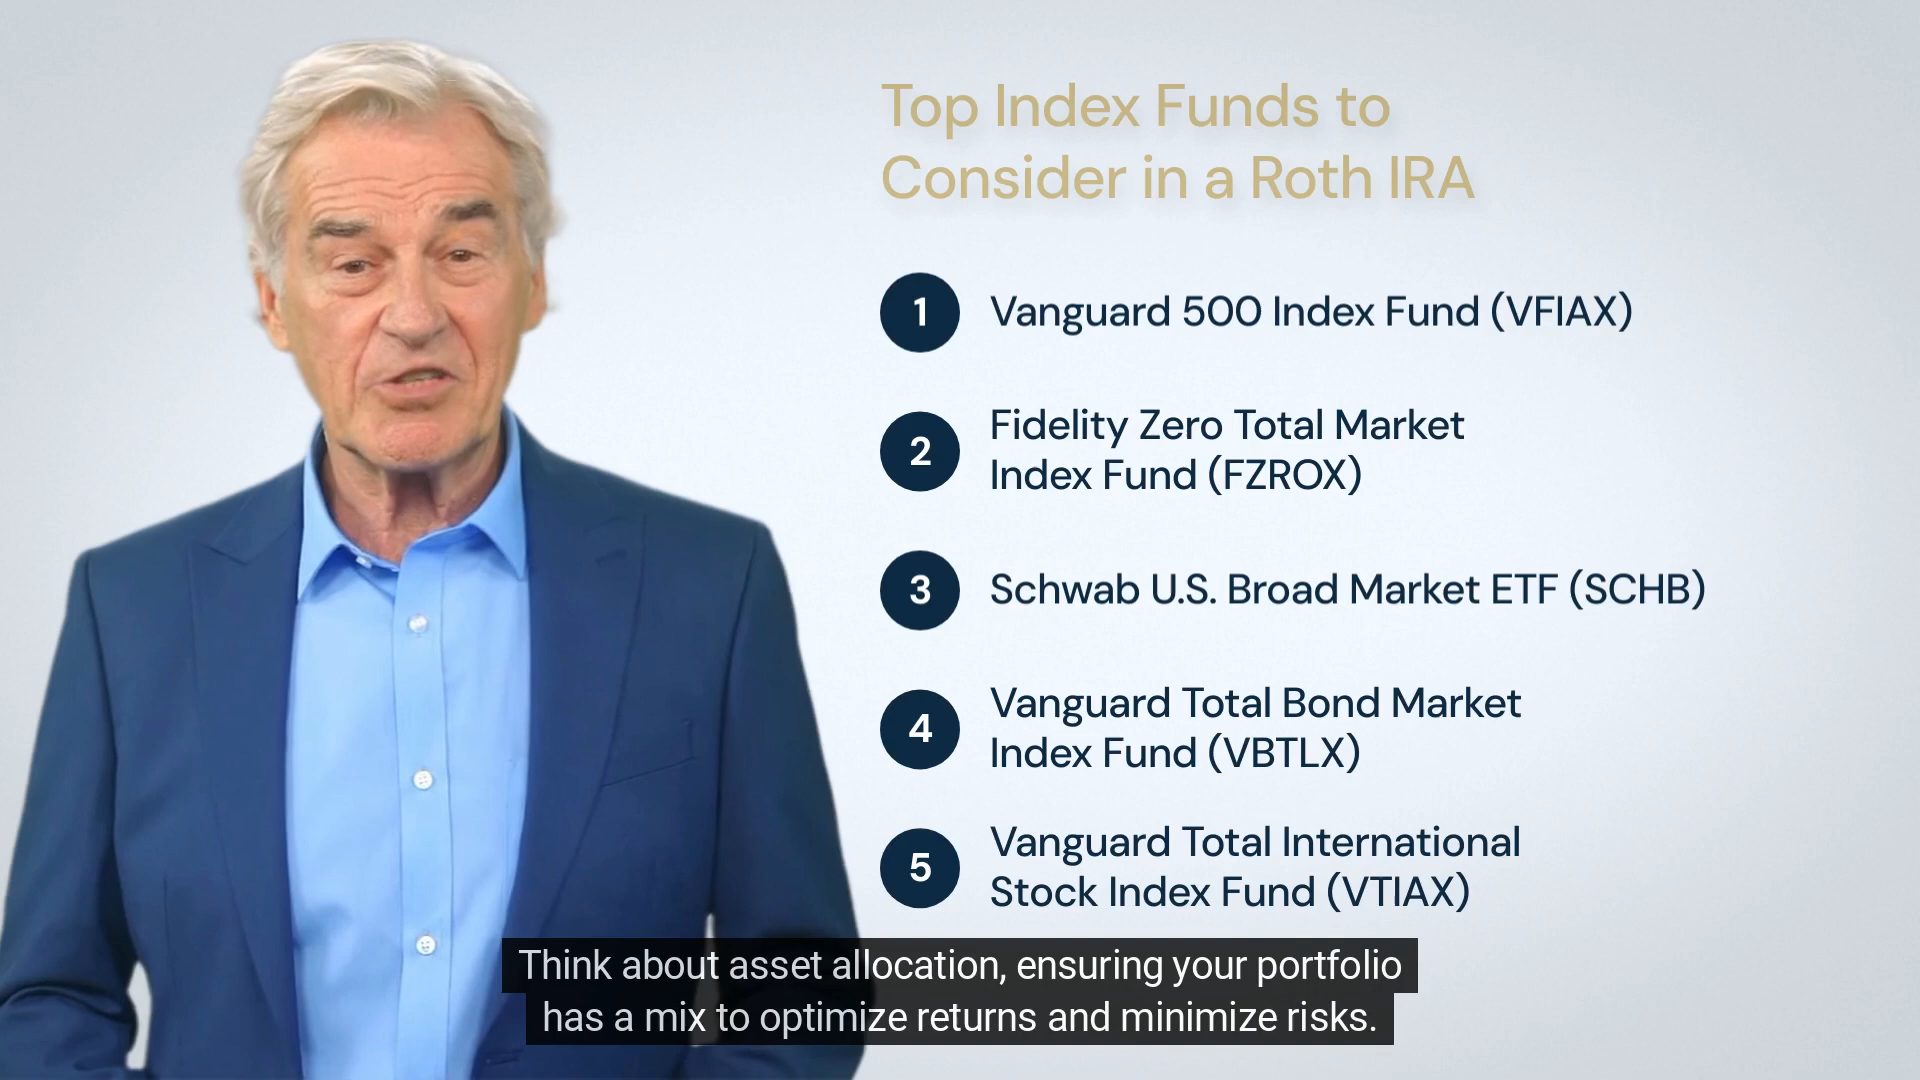 Top Index Funds to
Consider in a Roth IRA
1 Vanguard 500 Index Fund (VFIAX)
2 Fidelity Zero Total Market
Index Fund (FZROX)
3 Schwab U.S. Broad Market ETF (SCHB)
4 Vanguard Total Bond Market
Index Fund (VBTLX)
5 Vanguard Total International
Stock Index Fund (VTIAX)
Think about asset allocation, ensuring your portfolio
has a mix to optimize returns and minimize risks.